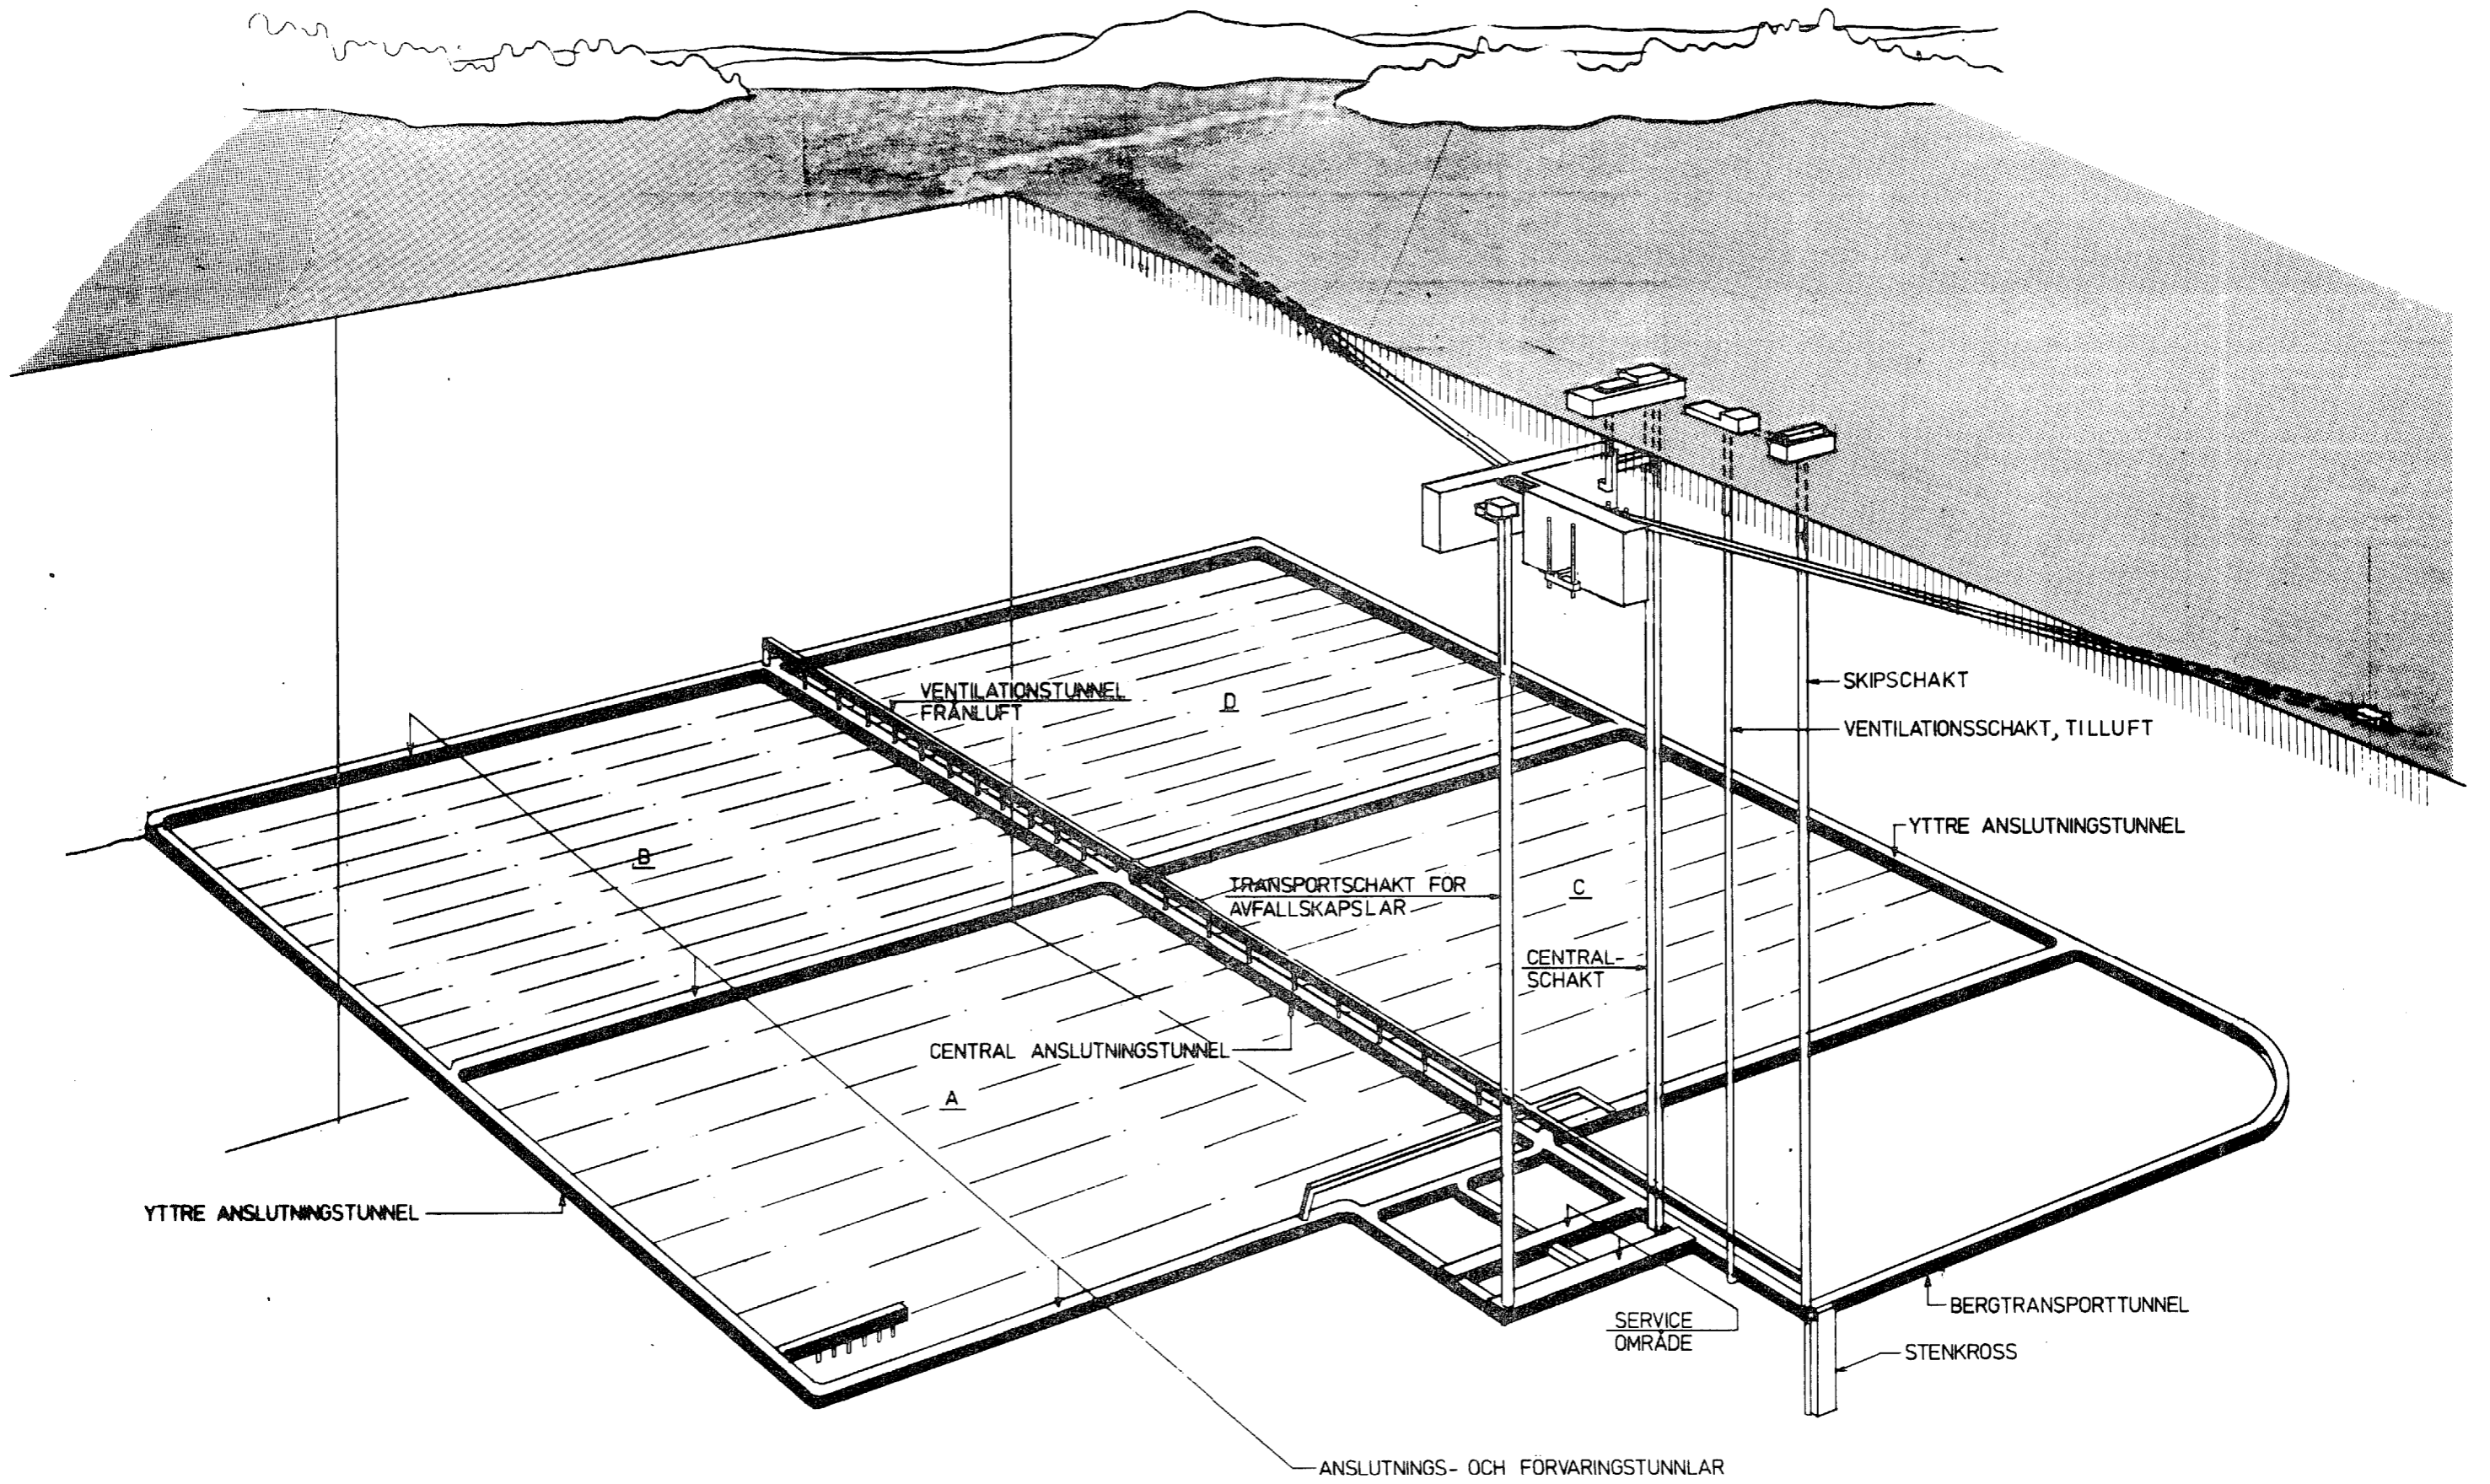 VENTILATIONSTUNNEL
FRÅNLUFT
D
SKIPSCHAKT
VENTILATIONSSCHAKT, TILLUFT
YTTRE ANSLUTNINGSTUNNEL
B
TRANSPORTSCHAKT FÖR
AVFALLSKAPSLAR
C
CENTRAL-
SCHAKT
CENTRAL ANSLUTNINGSTUNNEL
A
YTTRE ANSLUTNINGSTUNNEL
BERGTRANSPORTTUNNEL
SERVICE
OMRÅDE
STENKROSS
ANSLUTNINGS- OCH FÖRVARINGSTUNNLAR